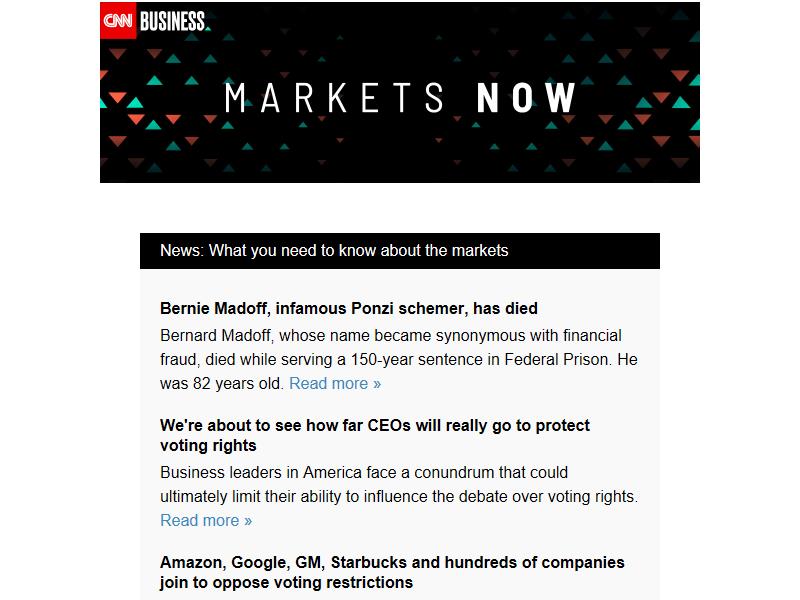 CNN BUSINESS
MARKETS NOW
News: What you need to know about the markets
Bernie Madoff, infamous Ponzi schemer, has died
Bernard Madoff, whose name became synonymous with financial
fraud, died while serving a 150-year sentence in Federal Prison. He
was 82 years old. Read more »
We're about to see how far CEOs will really go to protect
voting rights
Business leaders in America face a conundrum that could
ultimately limit their ability to influence the debate over voting rights.
Read more »
Amazon, Google, GM, Starbucks and hundreds of companies
join to oppose voting restrictions